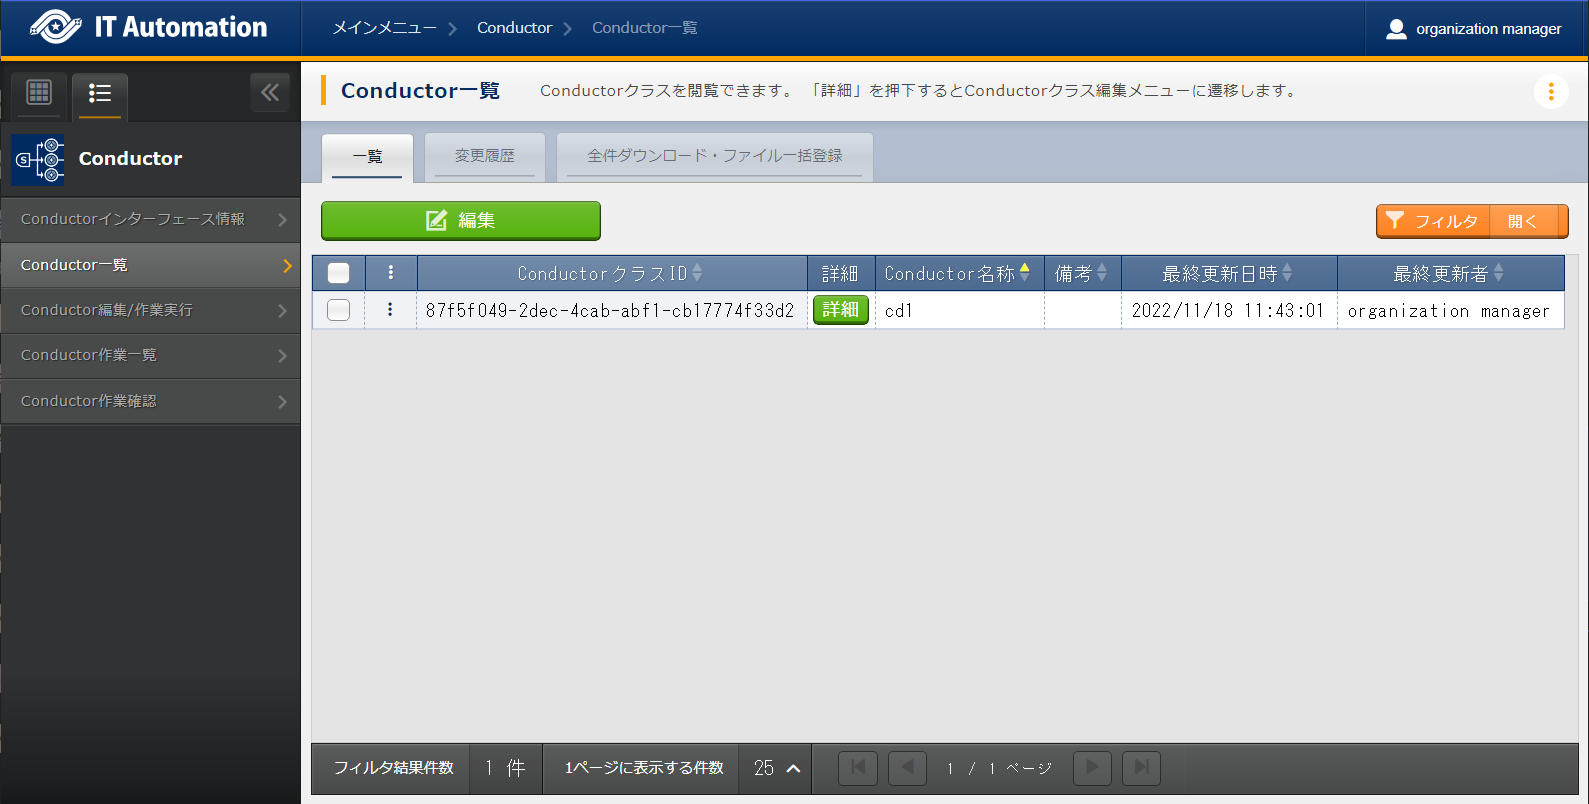 IT Automation
メインメニュー
Conductor
Conductor一覧
organization manager
Conductor
Conductorインターフェース情報
Conductor一覧
Conductor編集/作業実行
Conductor作業一覧
Conductor作業確認
Conductor一覧
Conductorクラスを閲覧できます。 「詳細」を押下するとConductorクラス編集メニューに遷移します。
一覧
変更履歴
全件ダウンロード・ファイル一括登録
編集
フィルタ 開く
ConductorクラスID 詳細 Conductor名称 備考 最終更新日時 最終更新者
87f5f049-2dec-4cab-abf1-cb17774f33d2 詳細 cd1 2022/11/18 11:43:01 organization manager
フィルタ結果件数 1 件 1ページに表示する件数 25 1 / 1 ページ